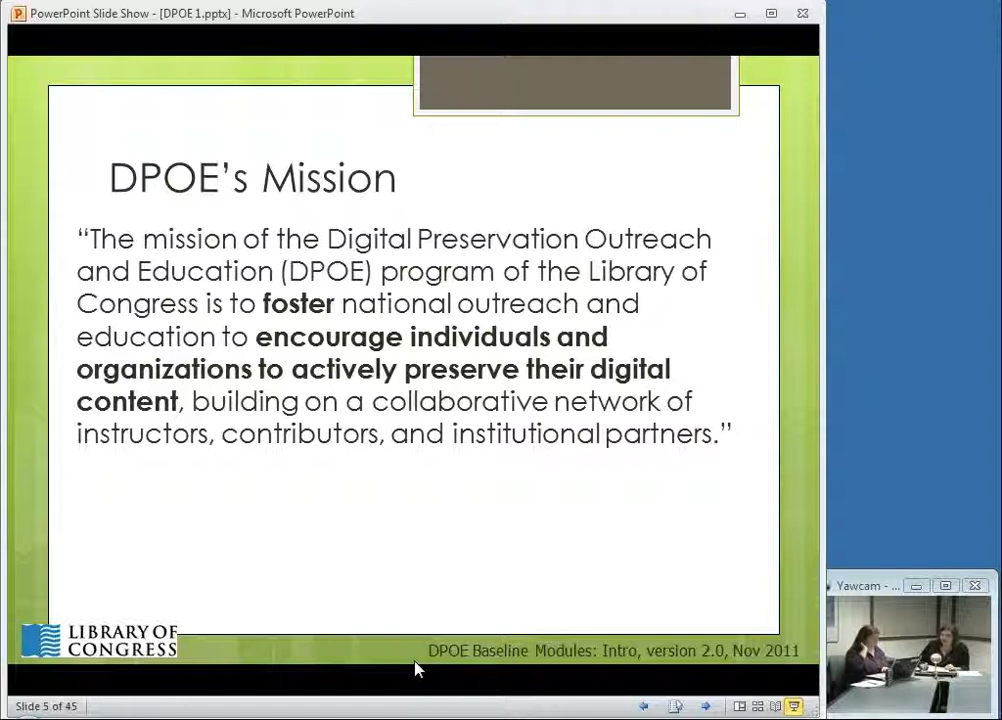 PowerPoint Slide Show - [DPOE 1.pptx] - Microsoft PowerPoint
DPOE’s Mission
“The mission of the Digital Preservation Outreach
and Education (DPOE) program of the Library of
Congress is to foster national outreach and
education to encourage individuals and
organizations to actively preserve their digital
content, building on a collaborative network of
instructors, contributors, and institutional partners.”
Yawcam - ...
LIBRARY OF
CONGRESS
DPOE Baseline Modules: Intro, version 2.0, Nov 2011
Slide 5 of 45